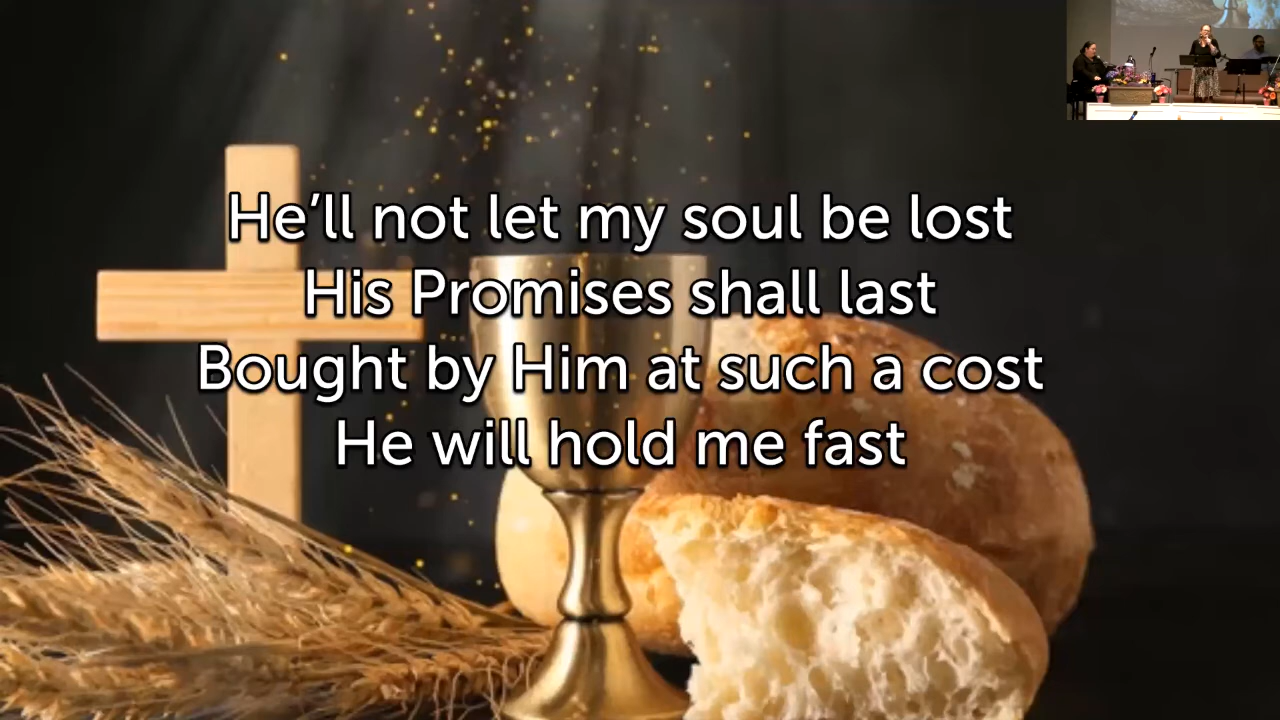 He’ll not let my soul be lost
His Promises shall last
Bought by Him at such a cost
He will hold me fast